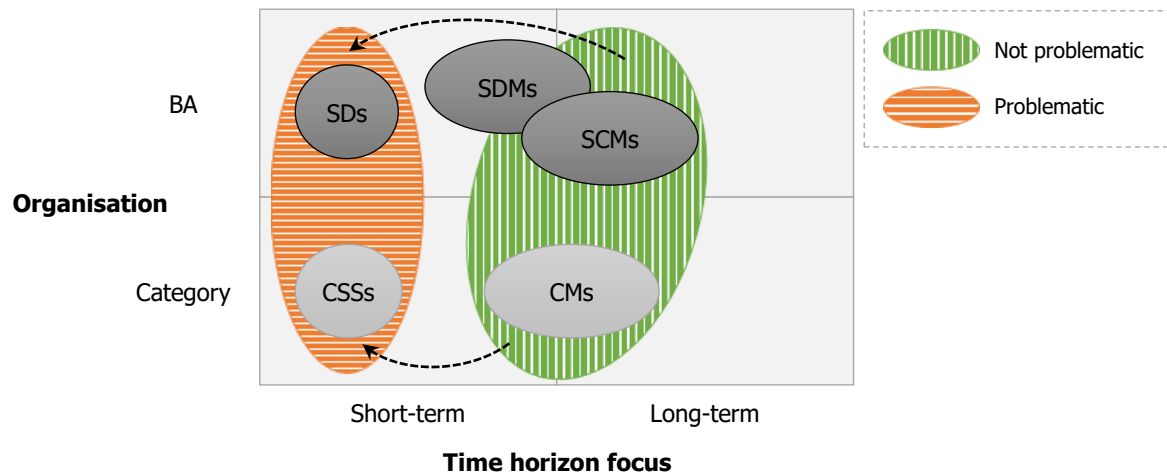 BA
SDs
SDMs
SCMs
Not problematic
Problematic
Organisation
Category
CSSs
CMs
Short-term
Long-term
Time horizon focus